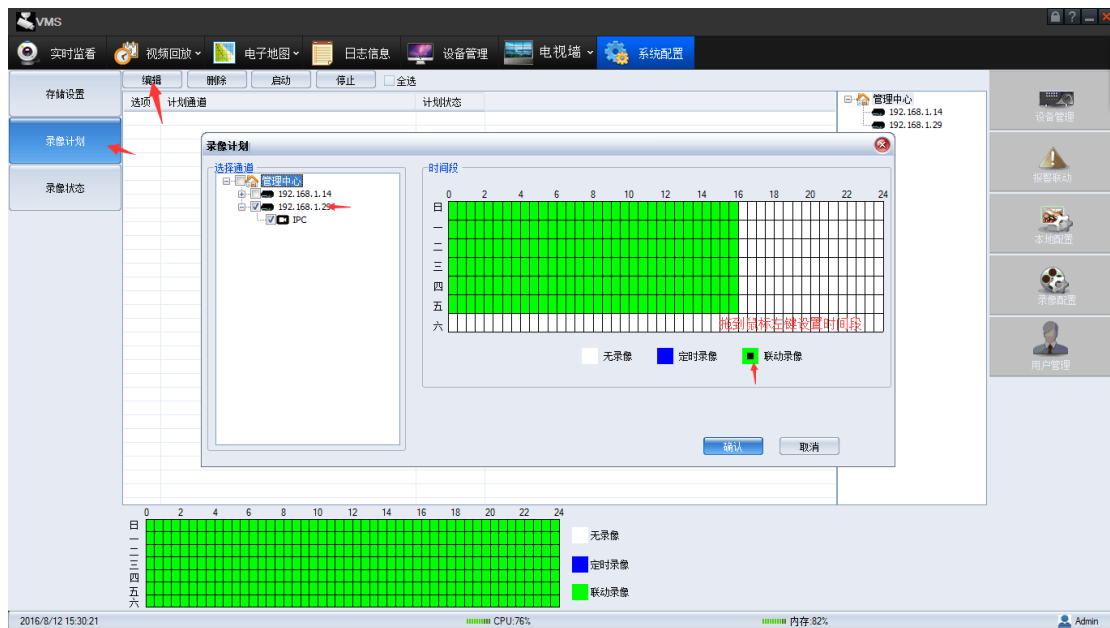 VMS
实时监看 视频回放 电子地图 日志信息 设备管理 电视墙 系统配置
存储设置
录像计划
录像状态
编辑 删除 启动 停止 全选
选项 计划通道 计划状态
管理中心
192.168.1.14
192.168.1.29
设备管理
报警联动
本地配置
录像配置
用户管理
录像计划
选择通道
管理中心
192.168.1.14
192.168.1.29
IPC
时间段
0 2 4 6 8 10 12 14 16 18 20 22 24
日
一
二
三
四
五
六
拖到鼠标左键设置时间段
无录像 定时录像 联动录像
确认 取消
0 2 4 6 8 10 12 14 16 18 20 22 24
日
一
二
三
四
五
六
无录像
定时录像
联动录像
2016/8/12 15:30:21 CPU:76% 内存:82% Admin